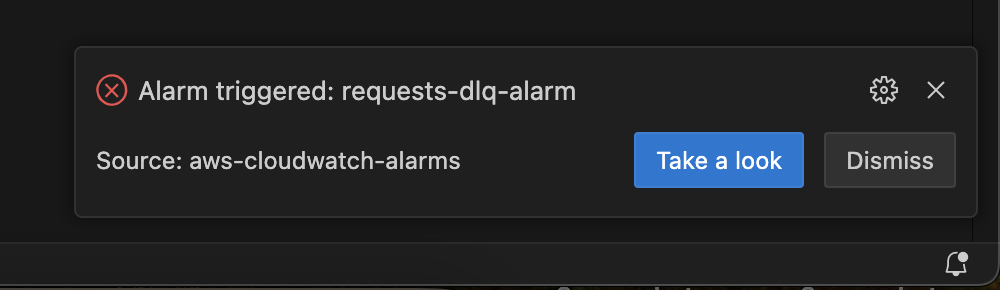 Alarm triggered: requests-dlq-alarm
Source: aws-cloudwatch-alarms
Take a look
Dismiss